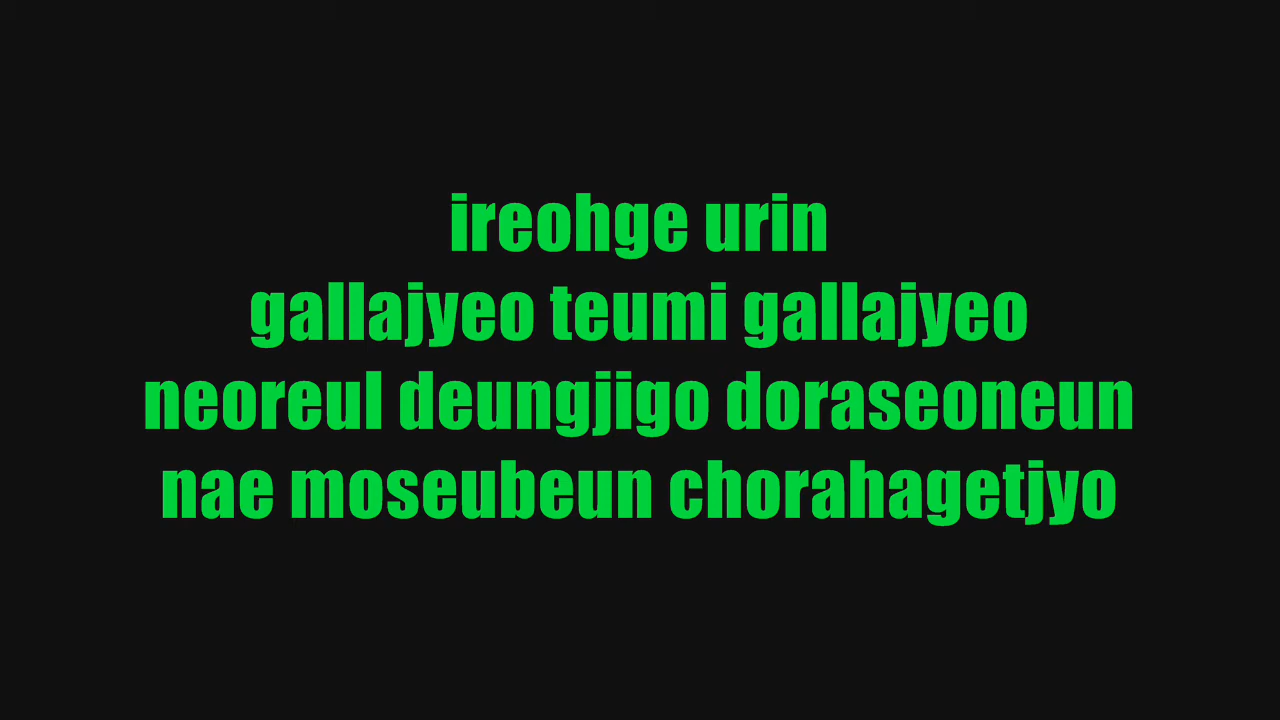 ireohge urin
gallajyeo teumi gallajyeo
neoreul deungjigo doraseoneun
nae moseubeun chorahagetjyo